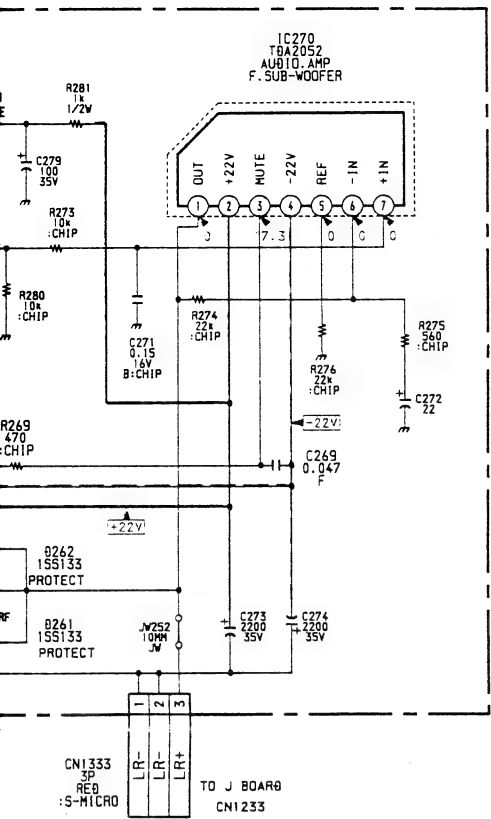 IC270
TDA2052
AUDIO.AMP
F.SUB-WOOFER
R281
1k
1/2W
E
C279
100
35V
OUT
+22V
MUTE
-22V
REF
-IN
+IN
1
2
3
4
5
6
7
0
7.3
0
0
0
R273
10k
:CHIP
R280
10k
:CHIP
C271
0.15
16V
B:CHIP
R274
22k
:CHIP
R276
22k
:CHIP
R275
560
:CHIP
C272
22
-22V
R269
470
:CHIP
C269
0.047
F
+22V
D262
1SS133
PROTECT
RF
D261
1SS133
PROTECT
JW252
10MM
JW
C273
2200
35V
C274
2200
35V
1
2
3
LR-
LR-
LR+
CN1333
3P
RED
:S-MICRO
TO J BOARD
CN1233